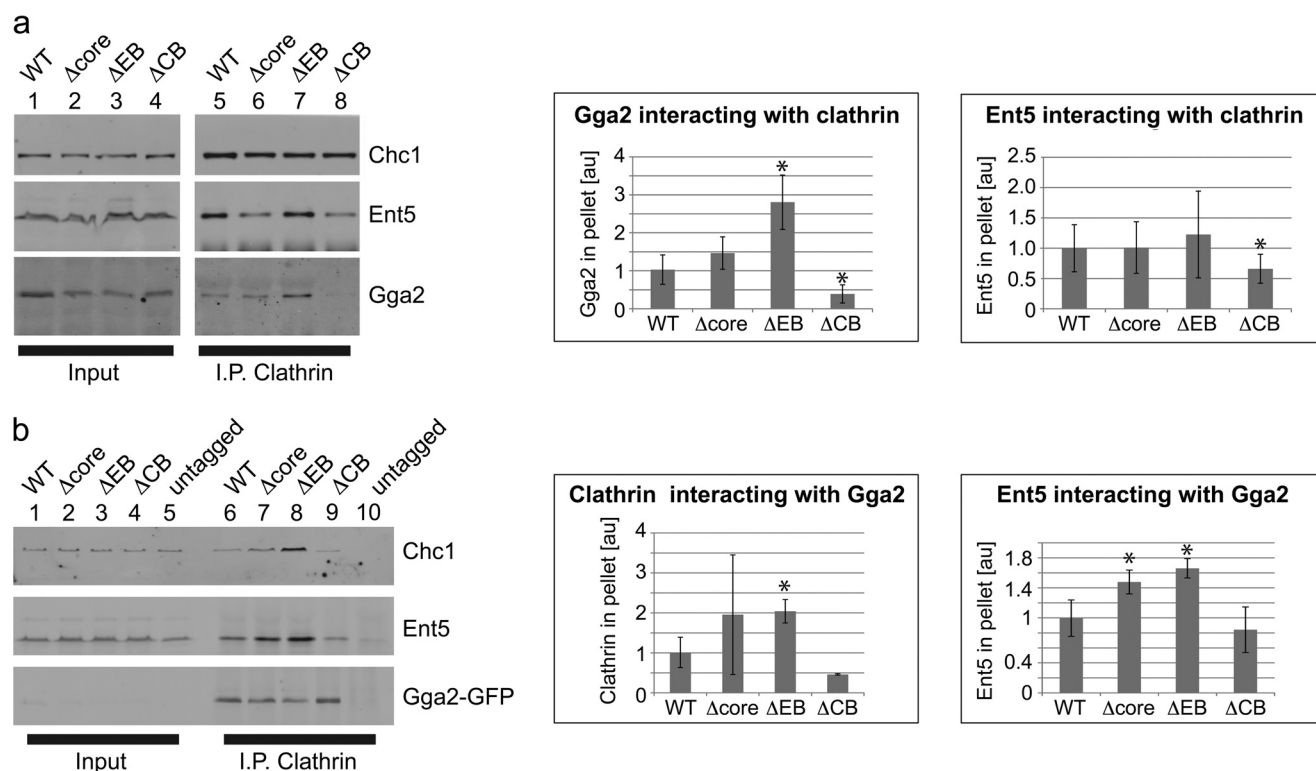 a
WT Δcore ΔEB ΔCB WT Δcore ΔEB ΔCB
1 2 3 4 5 6 7 8
Chc1
Ent5
Gga2
Input I.P. Clathrin
Gga2 interacting with clathrin
Gga2 in pellet [au]
4
3
2
1
0
WT Δcore ΔEB ΔCB
*
*
Ent5 interacting with clathrin
Ent5 in pellet [au]
2.5
2.0
1.5
1.0
0.5
0
WT Δcore ΔEB ΔCB
*
b
WT Δcore ΔEB ΔCB untagged WT Δcore ΔEB ΔCB untagged
1 2 3 4 5 6 7 8 9 10
Chc1
Ent5
Gga2-GFP
Input I.P. Clathrin
Clathrin interacting with Gga2
Clathrin in pellet [au]
4
3
2
1
0
WT Δcore ΔEB ΔCB
*
Ent5 interacting with Gga2
Ent5 in pellet [au]
1.8
1.4
1
0.4
0
WT Δcore ΔEB ΔCB
* *